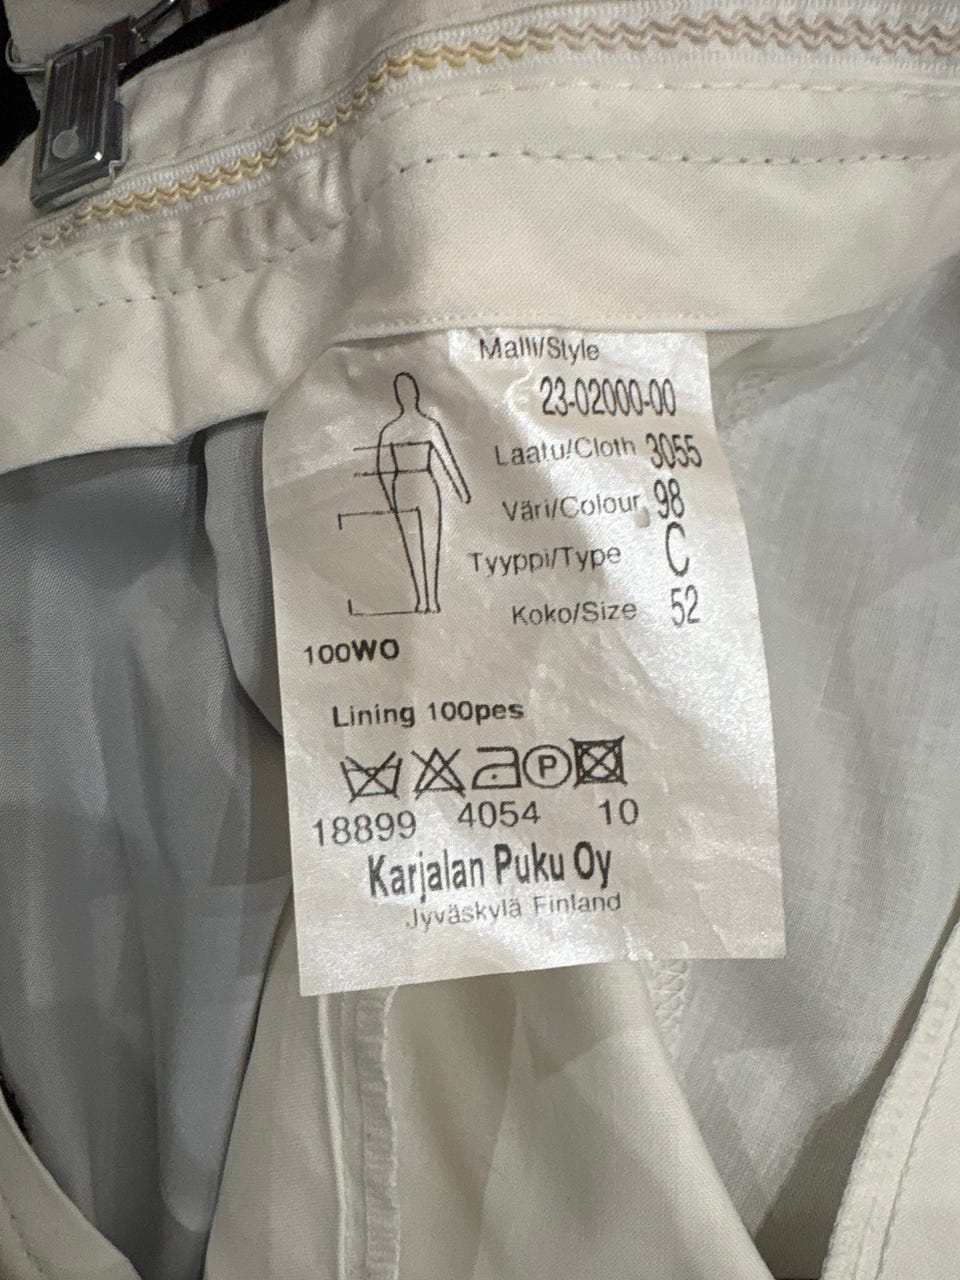 Malli/Style
23-02000-00
Laatu/Cloth 3055
Väri/Colour 98
Tyyppi/Type C
Koko/Size 52
100WO
Lining 100pes
P
18899 4054 10
Karjalan Puku Oy
Jyväskylä Finland